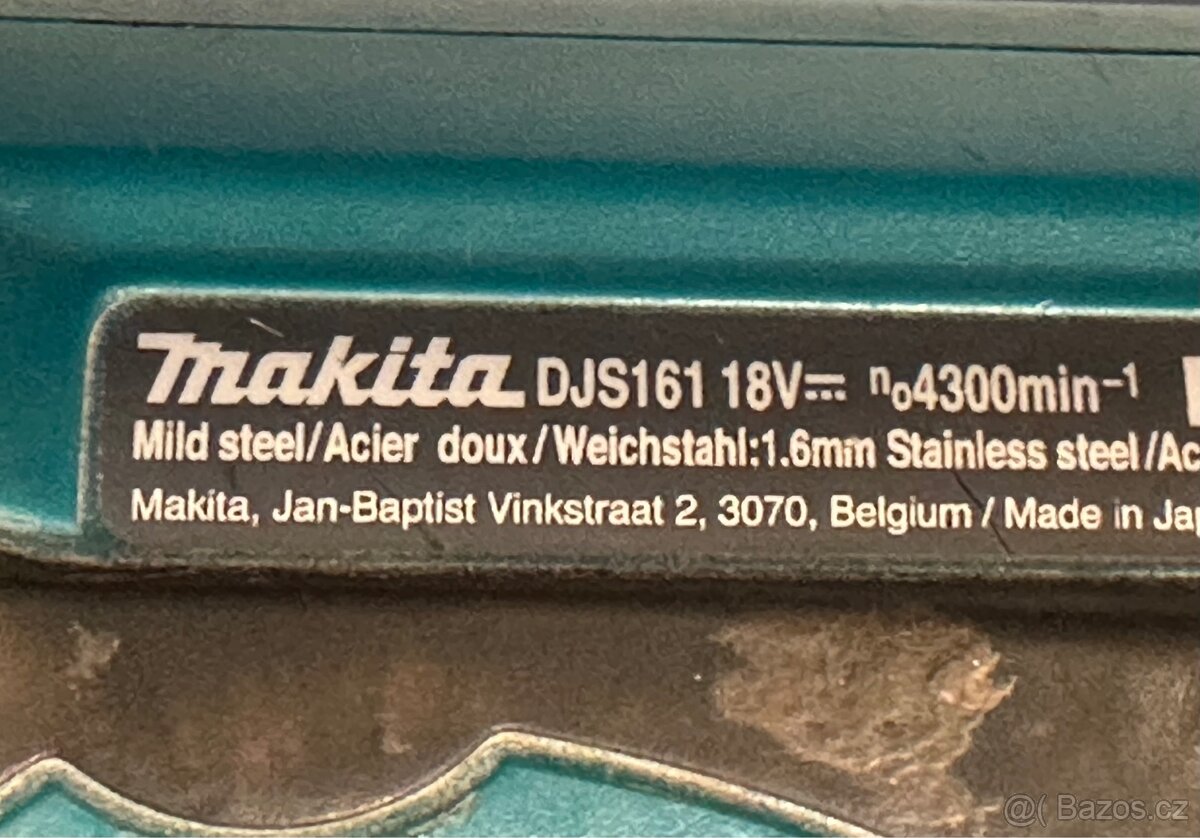 makita DJS161 18V⎓ n₀4300min⁻¹
Mild steel/Acier doux/Weichstahl:1.6mm Stainless steel/Ac
Makita, Jan-Baptist Vinkstraat 2, 3070, Belgium / Made in Jap
@( Bazos.cz